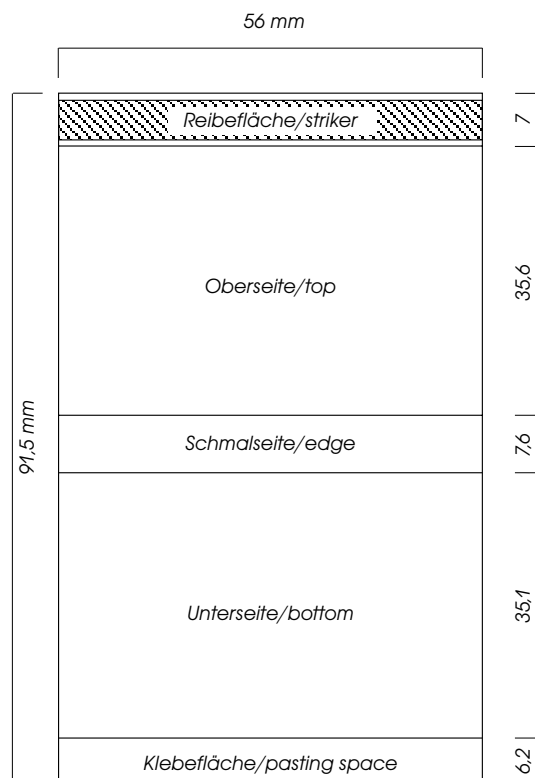 56 mm
Reibefläche/striker
7
Oberseite/top
35,6
91,5 mm
Schmalseite/edge
7,6
Unterseite/bottom
35,1
Klebefläche/pasting space
6,2